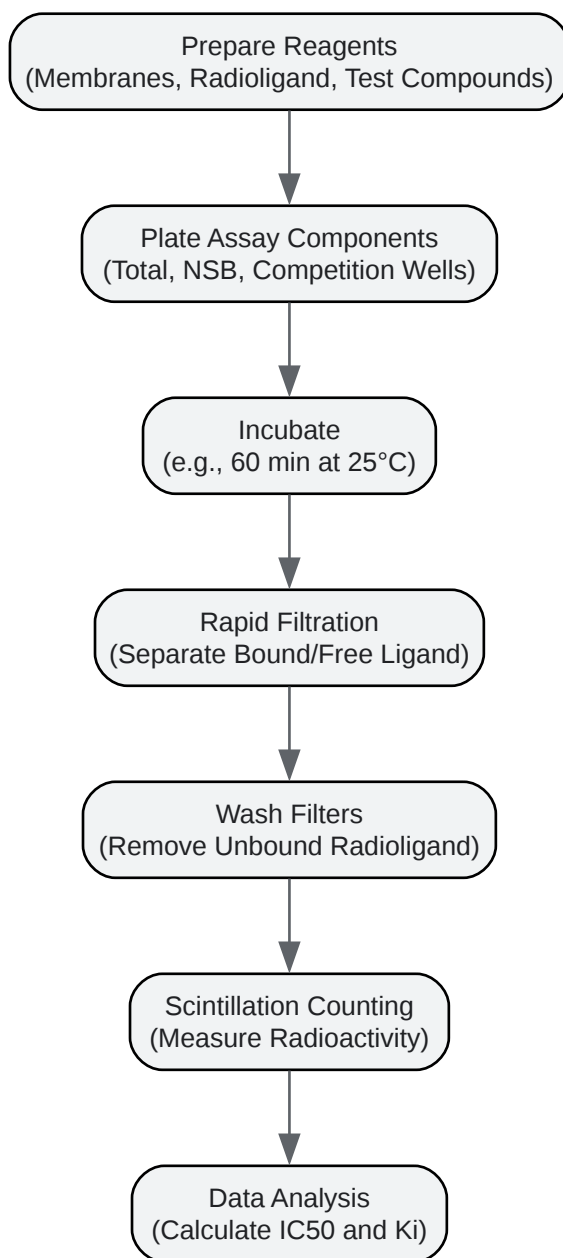 Prepare Reagents
(Membranes, Radioligand, Test Compounds)
Plate Assay Components
(Total, NSB, Competition Wells)
Incubate
(e.g., 60 min at 25°C)
Rapid Filtration
(Separate Bound/Free Ligand)
Wash Filters
(Remove Unbound Radioligand)
Scintillation Counting
(Measure Radioactivity)
Data Analysis
(Calculate IC50 and Ki)